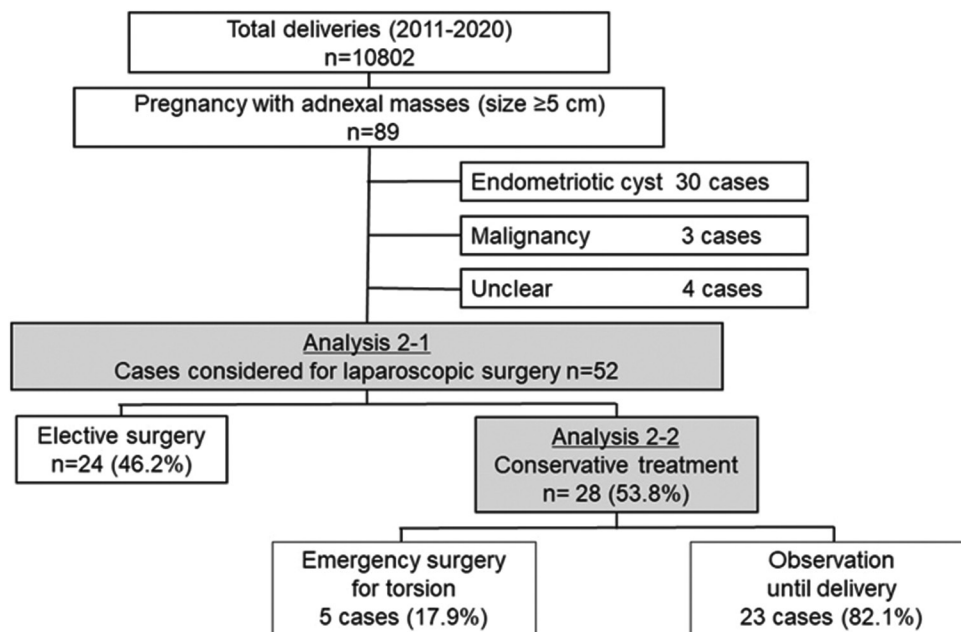 Total deliveries (2011-2020)
n=10802
Pregnancy with adnexal masses (size ≥5 cm)
n=89
Endometriotic cyst 30 cases
Malignancy 3 cases
Unclear 4 cases
Analysis 2-1
Cases considered for laparoscopic surgery n=52
Elective surgery
n=24 (46.2%)
Analysis 2-2
Conservative treatment
n= 28 (53.8%)
Emergency surgery
for torsion
5 cases (17.9%)
Observation
until delivery
23 cases (82.1%)